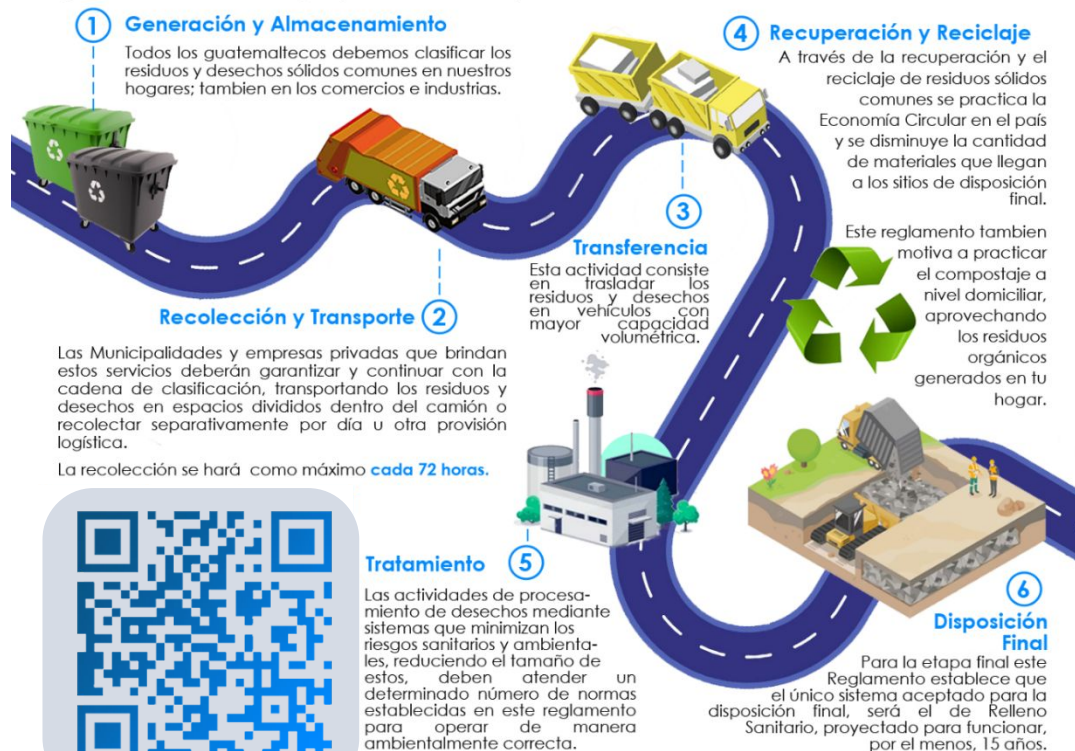 1 Generación y Almacenamiento
Todos los guatemaltecos debemos clasificar los
residuos y desechos sólidos comunes en nuestros
hogares; tambien en los comercios e industrias.
Recolección y Transporte 2
Las Municipalidades y empresas privadas que brindan
estos servicios deberán garantizar y continuar con la
cadena de clasificación, transportando los residuos y
desechos en espacios divididos dentro del camión o
recolectar separativamente por día u otra provisión
logística.
La recolección se hará como máximo cada 72 horas.
3
Transferencia
Esta actividad consiste
en trasladar los
residuos y desechos
en vehículos con
mayor capacidad
volumétrica.
4 Recuperación y Reciclaje
A través de la recuperación y el
reciclaje de residuos sólidos
comunes se practica la
Economía Circular en el país
y se disminuye la cantidad
de materiales que llegan
a los sitios de disposición
final.
Este reglamento tambien
motiva a practicar
el compostaje a
nivel domiciliar,
aprovechando
los residuos
orgánicos
generados en tu
hogar.
Tratamiento 5
Las actividades de procesa-
miento de desechos mediante
sistemas que minimizan los
riesgos sanitarios y ambienta-
les, reduciendo el tamaño de
estos, deben atender un
determinado número de normas
establecidas en este reglamento
para operar de manera
ambientalmente correcta.
6
Disposición
Final
Para la etapa final este
Reglamento establece que
el único sistema aceptado para la
disposición final, será el de Relleno
Sanitario, proyectado para funcionar,
por el mas, 15 años.